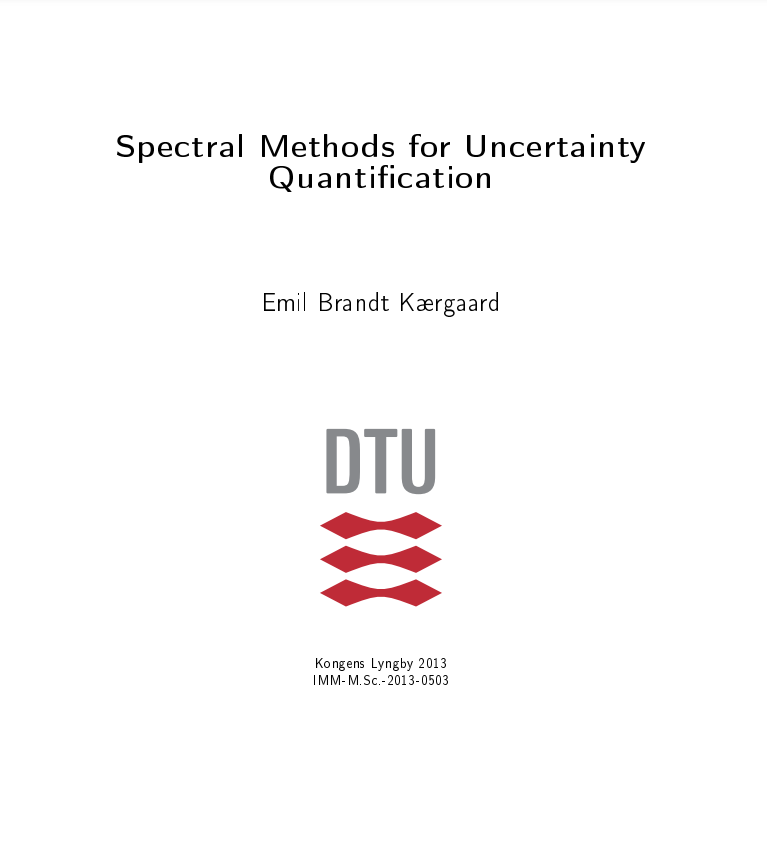 Spectral Methods for Uncertainty
Quantification
Emil Brandt Kærgaard
DTU
Kongens Lyngby 2013
IMM-M.Sc.-2013-0503